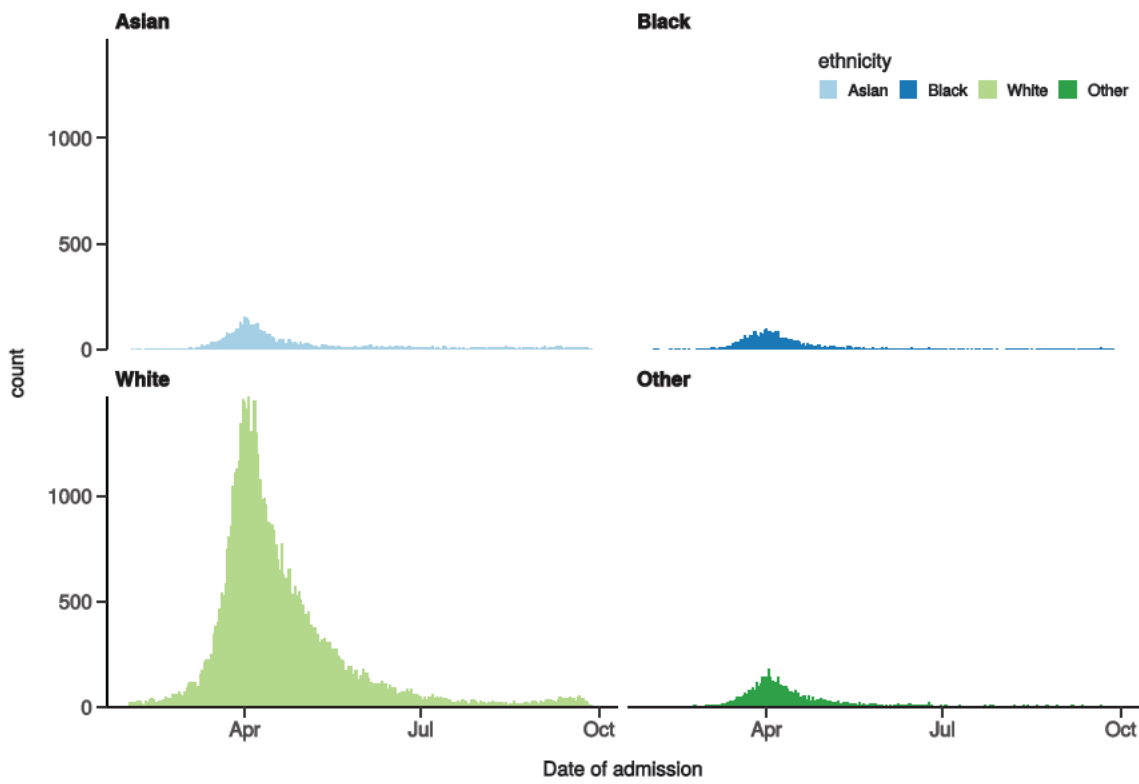 Asian
Black
ethnicity
Asian Black White Other
1000
500
0
count
White
Other
1000
500
0
Apr Jul Oct
Apr Jul Oct
Date of admission